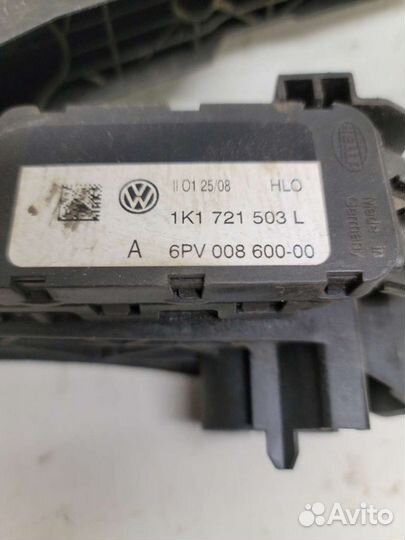 II 01 25/08 HLO
1K1 721 503 L
A 6PV 008 600-00
HELLA
Made in
Germany
Avito